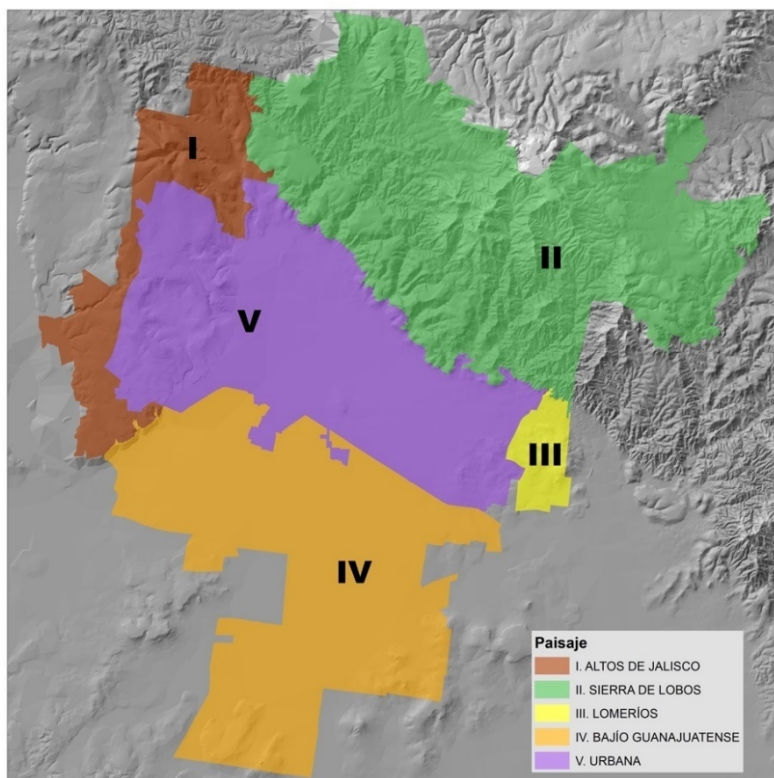 I
II
V
III
IV
Paisaje
I. ALTOS DE JALISCO
II. SIERRA DE LOBOS
III. LOMERÍOS
IV. BAJÍO GUANAJUATENSE
V. URBANA